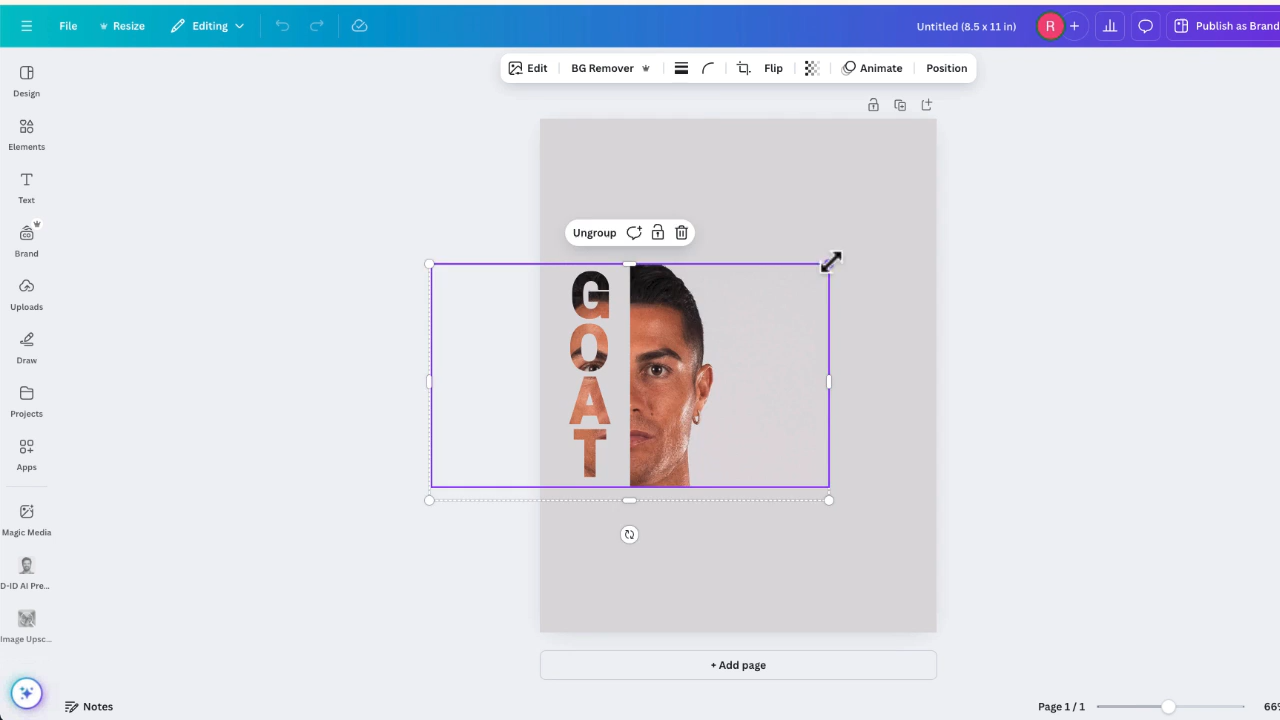 File
Resize
Editing
Untitled (8.5 x 11 in)
R
Publish as Brand
Edit
BG Remover
Flip
Animate
Position
Design
Elements
Text
Brand
Uploads
Draw
Projects
Apps
Magic Media
D-ID AI Pre...
Image Upsc...
Ungroup
G
O
A
T
+ Add page
Notes
Page 1 / 1
66%